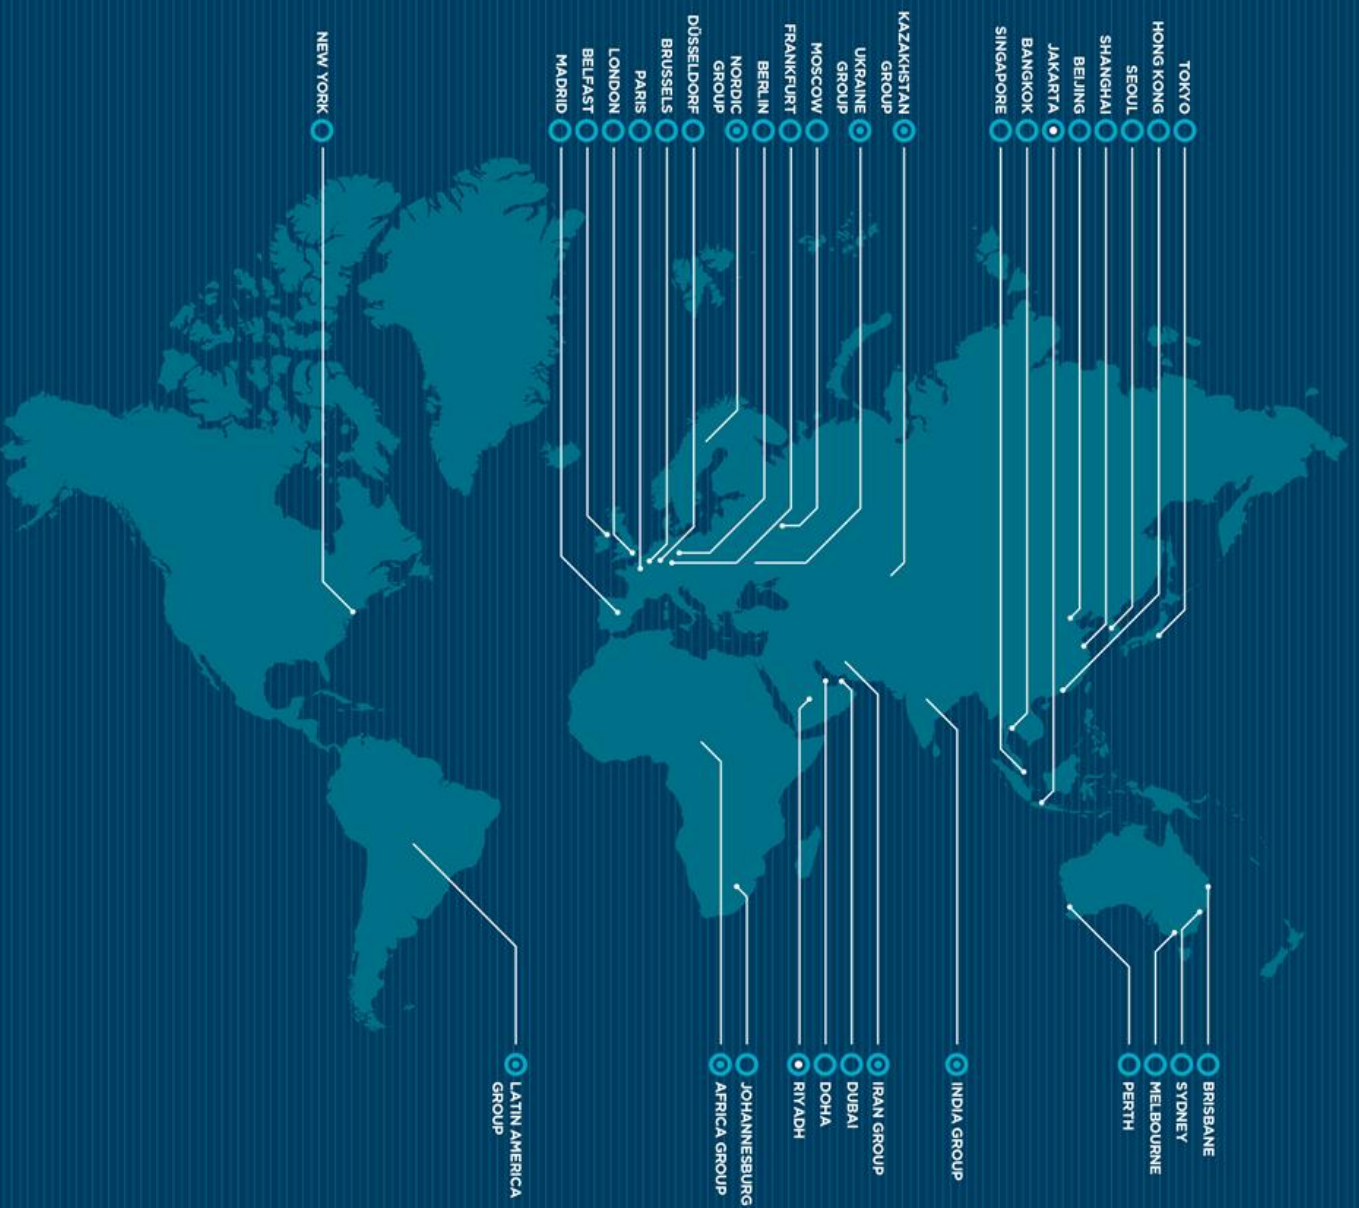 NEW YORK
MADRID
BELFAST
LONDON
PARIS
BRUSSELS
DÜSSELDORF
NORDIC
GROUP
BERLIN
FRANKFURT
MOSCOW
UKRAINE
GROUP
KAZAKHSTAN
GROUP
SINGAPORE
BANGKOK
JAKARTA
BEIJING
SHANGHAI
SEOUL
HONG KONG
TOKYO
LATIN AMERICA
GROUP
AFRICA GROUP
JOHANNESBURG
RIYADH
DOHA
DUBAI
IRAN GROUP
INDIA GROUP
PERTH
MELBOURNE
SYDNEY
BRISBANE